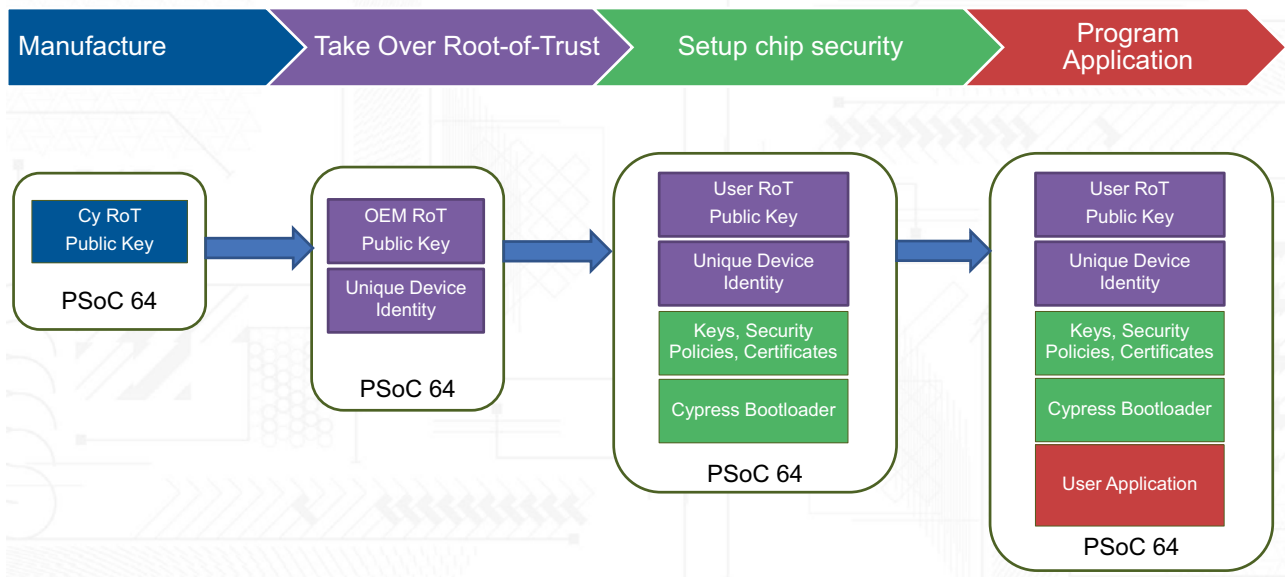 Manufacture
Take Over Root-of-Trust
Setup chip security
Program
Application
Cy RoT
Public Key
PSoC 64
OEM RoT
Public Key
Unique Device
Identity
PSoC 64
User RoT
Public Key
Unique Device
Identity
Keys, Security
Policies, Certificates
Cypress Bootloader
PSoC 64
User RoT
Public Key
Unique Device
Identity
Keys, Security
Policies, Certificates
Cypress Bootloader
User Application
PSoC 64